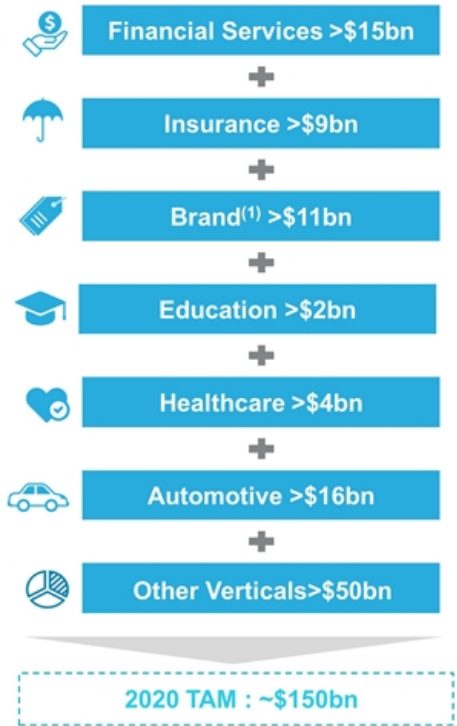 $
Financial Services >$15bn
+
Insurance >$9bn
+
Brand(1) >$11bn
+
Education >$2bn
+
Healthcare >$4bn
+
Automotive >$16bn
+
Other Verticals>$50bn
2020 TAM : ~$150bn